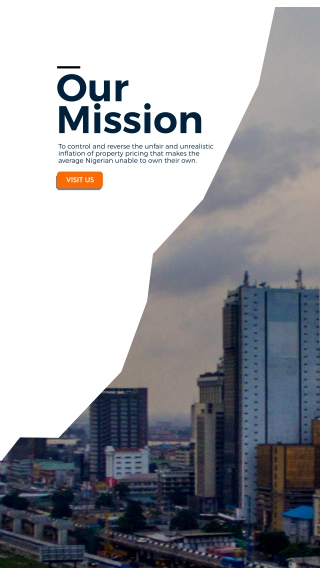 Our
Mission
To control and reverse the unfair and unrealistic
inflation of property pricing that makes the
average Nigerian unable to own their own.
VISIT US